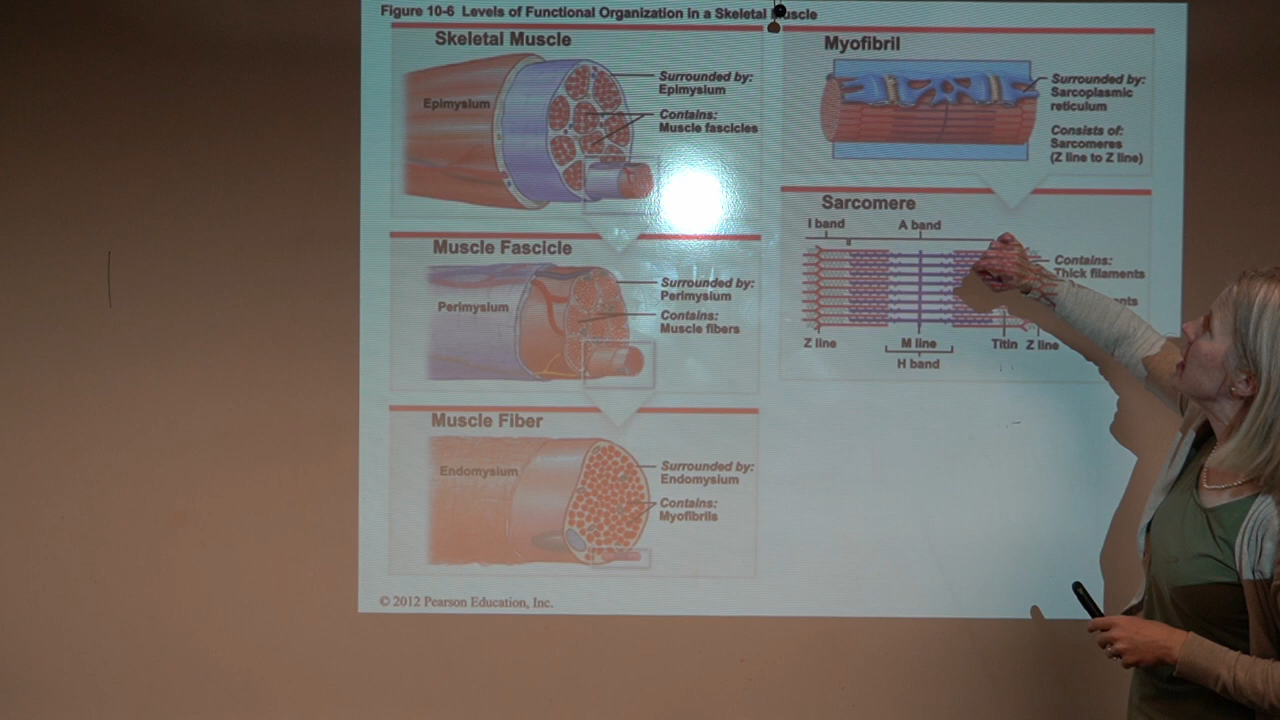 Figure 10-6 Levels of Functional Organization in a Skeletal Muscle
Skeletal Muscle
Epimysium
Surrounded by:
Epimysium
Contains:
Muscle fascicles
Muscle Fascicle
Perimysium
Surrounded by:
Perimysium
Contains:
Muscle fibers
Muscle Fiber
Endomysium
Surrounded by:
Endomysium
Contains:
Myofibrils
Myofibril
Surrounded by:
Sarcoplasmic
reticulum
Consists of:
Sarcomeres
(Z line to Z line)
Sarcomere
I band
A band
Contains:
Thick filaments
Z line
M line
Titin
Z line
H band
© 2012 Pearson Education, Inc.